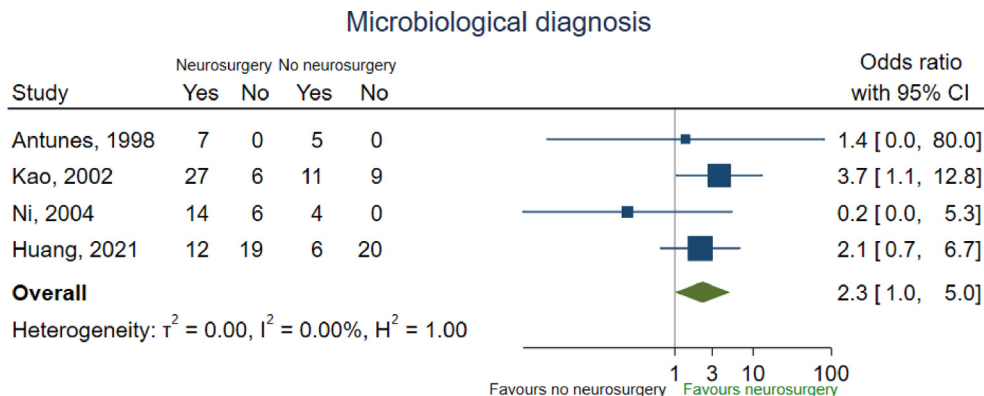 Microbiological diagnosis
Neurosurgery No neurosurgery Odds ratio
Study Yes No Yes No with 95% CI
Antunes, 1998 7 0 5 0 1.4 [ 0.0, 80.0]
Kao, 2002 27 6 11 9 3.7 [ 1.1, 12.8]
Ni, 2004 14 6 4 0 0.2 [ 0.0, 5.3]
Huang, 2021 12 19 6 20 2.1 [ 0.7, 6.7]
Overall 2.3 [ 1.0, 5.0]
Heterogeneity: τ² = 0.00, I² = 0.00%, H² = 1.00
1 3 10 100
Favours no neurosurgery Favours neurosurgery